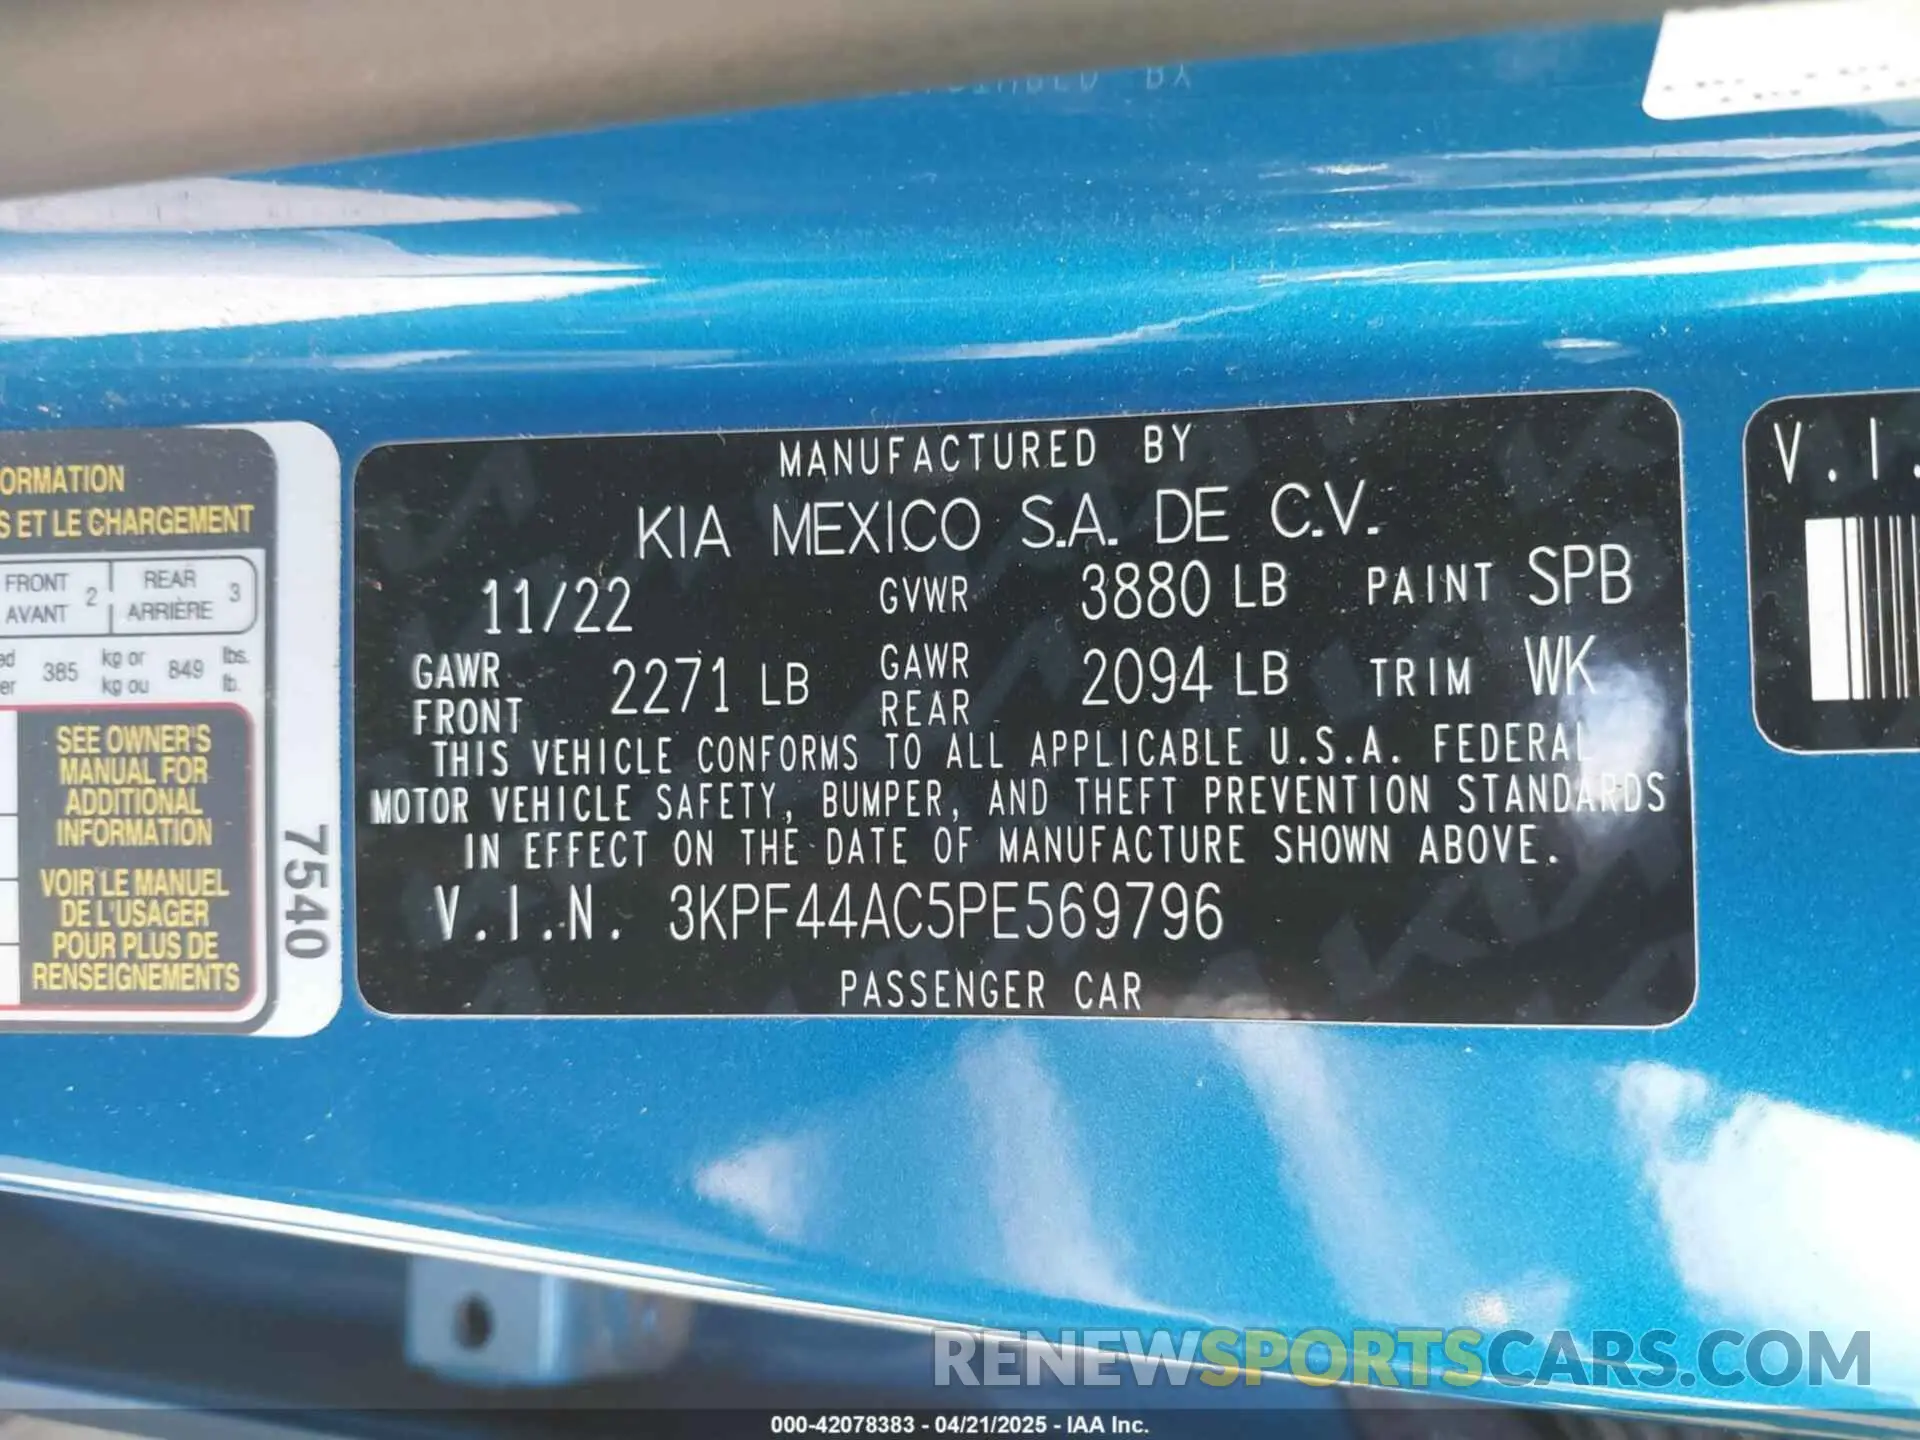 MANUFACTURED BY
KIA MEXICO S.A. DE C.V.
11/22 GVWR 3880 LB PAINT SPB
GAWR FRONT 2271 LB GAWR REAR 2094 LB TRIM WK
THIS VEHICLE CONFORMS TO ALL APPLICABLE U.S.A. FEDERAL
MOTOR VEHICLE SAFETY, BUMPER, AND THEFT PREVENTION STANDARDS
IN EFFECT ON THE DATE OF MANUFACTURE SHOWN ABOVE.
V.I.N. 3KPF44AC5PE569796
PASSENGER CAR
ORMATION
S ET LE CHARGEMENT
FRONT 2 REAR 3
AVANT ARRIÈRE
ed 385 kg or 849 lbs.
er kg ou lb.
SEE OWNER'S
MANUAL FOR
ADDITIONAL
INFORMATION
VOIR LE MANUEL
DE L'USAGER
POUR PLUS DE
RENSEIGNEMENTS
7540
V.I.
RENEWSPORTSCARS.COM
000-42078383 - 04/21/2025 - IAA Inc.